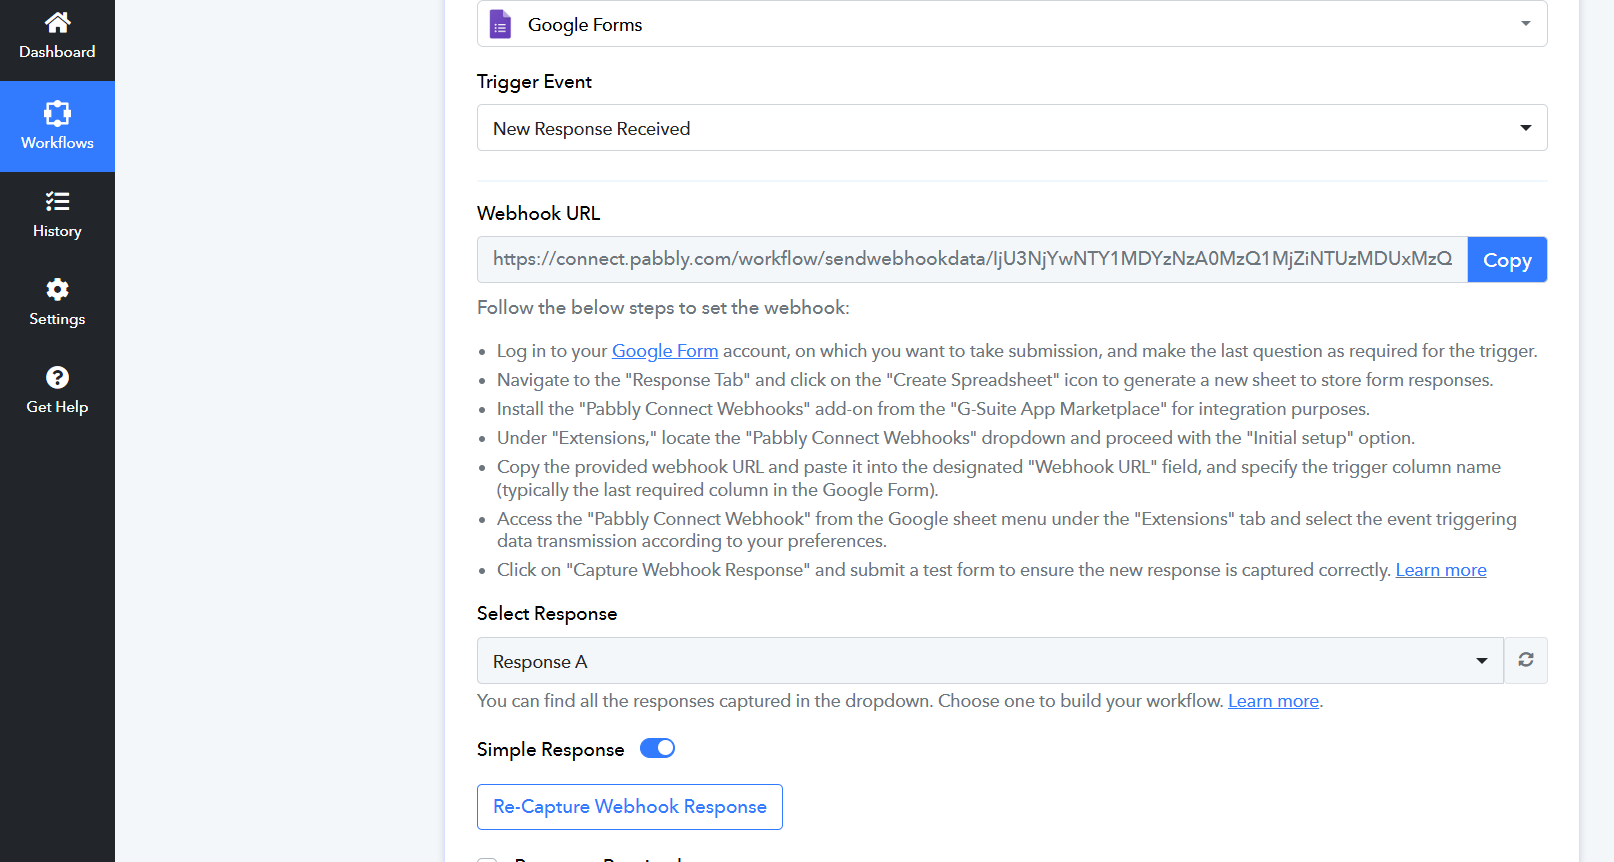 Dashboard
Workflows
History
Settings
Get Help
Google Forms
Trigger Event
New Response Received
Webhook URL
https://connect.pabbly.com/workflow/sendwebhookdata/IjU3NjYwNTY1MDYzNzA0MzQ1MjZiNTUzMDUxMzQ
Copy
Follow the below steps to set the webhook:
Log in to your Google Form account, on which you want to take submission, and make the last question as required for the trigger.
Navigate to the "Response Tab" and click on the "Create Spreadsheet" icon to generate a new sheet to store form responses.
Install the "Pabbly Connect Webhooks" add-on from the "G-Suite App Marketplace" for integration purposes.
Under "Extensions," locate the "Pabbly Connect Webhooks" dropdown and proceed with the "Initial setup" option.
Copy the provided webhook URL and paste it into the designated "Webhook URL" field, and specify the trigger column name
(typically the last required column in the Google Form).
Access the "Pabbly Connect Webhook" from the Google sheet menu under the "Extensions" tab and select the event triggering
data transmission according to your preferences.
Click on "Capture Webhook Response" and submit a test form to ensure the new response is captured correctly. Learn more
Select Response
Response A
You can find all the responses captured in the dropdown. Choose one to build your workflow. Learn more.
Simple Response
Re-Capture Webhook Response